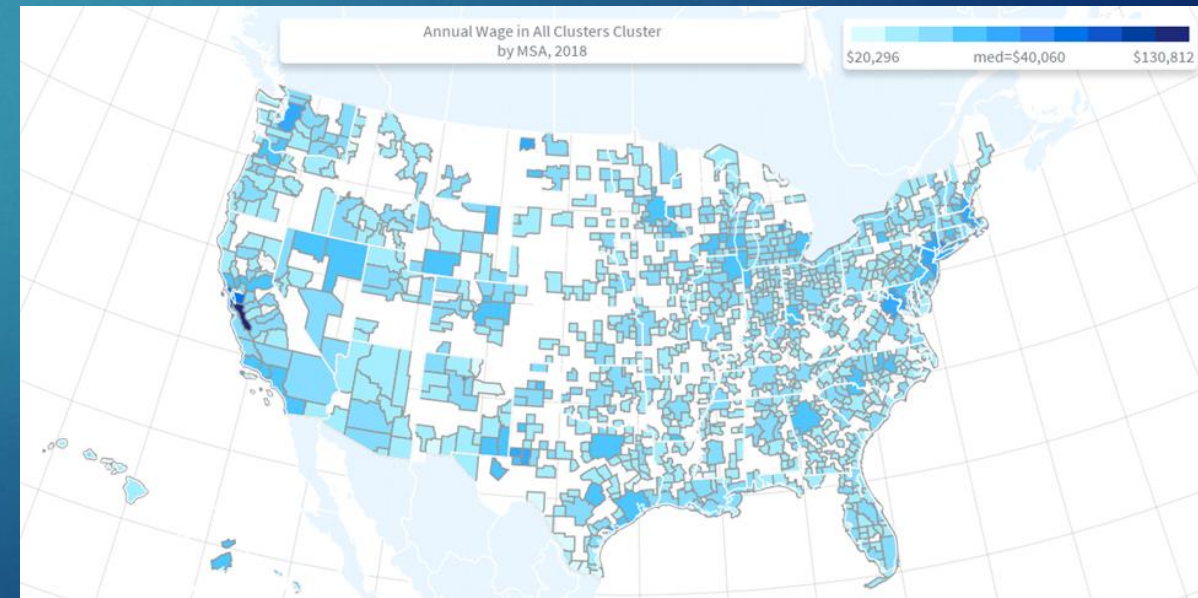 Annual Wage in All Clusters Cluster
by MSA, 2018
$20,296 med=$40,060 $130,812